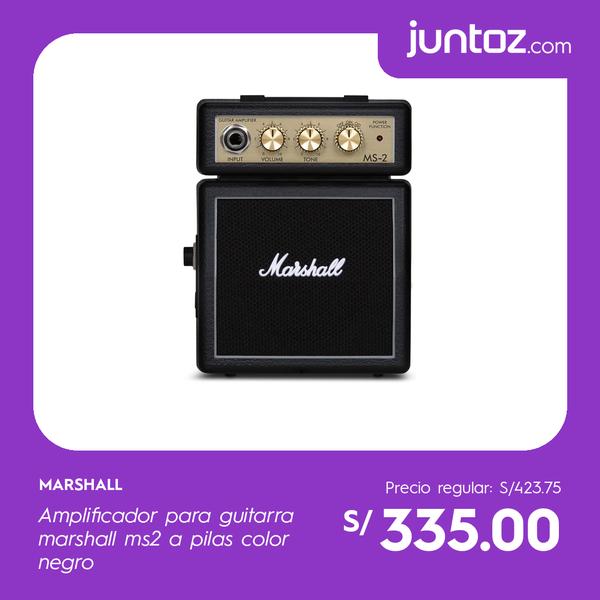 juntoz.com
GUITAR AMPLIFIER
POWER
FUNCTION
INPUT
VOLUME
TONE
MS-2
Marshall
MARSHALL
Amplificador para guitarra
marshall ms2 a pilas color
negro
Precio regular: S/423.75
S/ 335.00